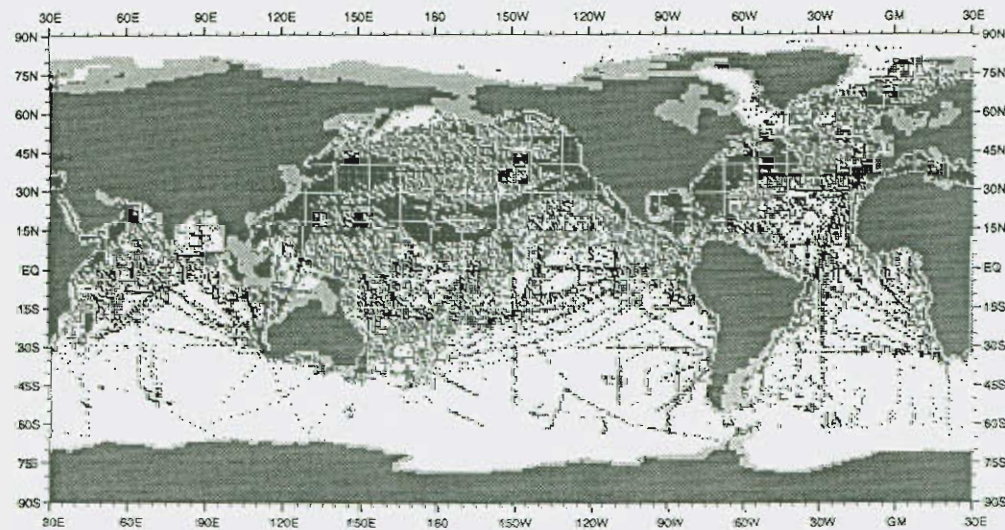 30E 60E 90E 120E 150E 180 150W 120W 90W 60W 30W GM 30E
90N 90N
75N 75N
60N 60N
45N 45N
30N 30N
15N 15N
EQ EQ
15S 15S
30S 30S
45S 45S
60S 60S
75S 75S
90S 90S
30E 60E 90E 120E 150E 180 150W 120W 90W 60W 30W GM 30E